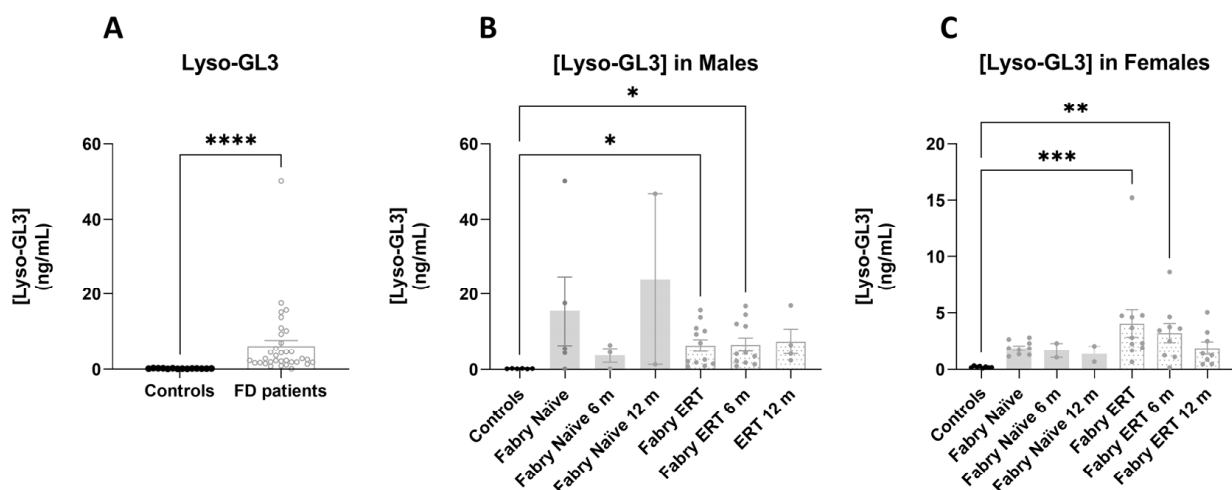 A
Lyso-GL3
****
[Lyso-GL3]
(ng/mL)
60
40
20
0
Controls
FD patients
B
[Lyso-GL3] in Males
*
*
[Lyso-GL3]
(ng/mL)
60
40
20
0
Controls
Fabry Naïve
Fabry Naïve 6 m
Fabry Naïve 12 m
Fabry ERT
Fabry ERT 6 m
ERT 12 m
C
[Lyso-GL3] in Females
**
***
[Lyso-GL3]
(ng/mL)
20
15
10
5
0
Controls
Fabry Naïve
Fabry Naïve 6 m
Fabry Naïve 12 m
Fabry ERT
Fabry ERT 6 m
Fabry ERT 12 m